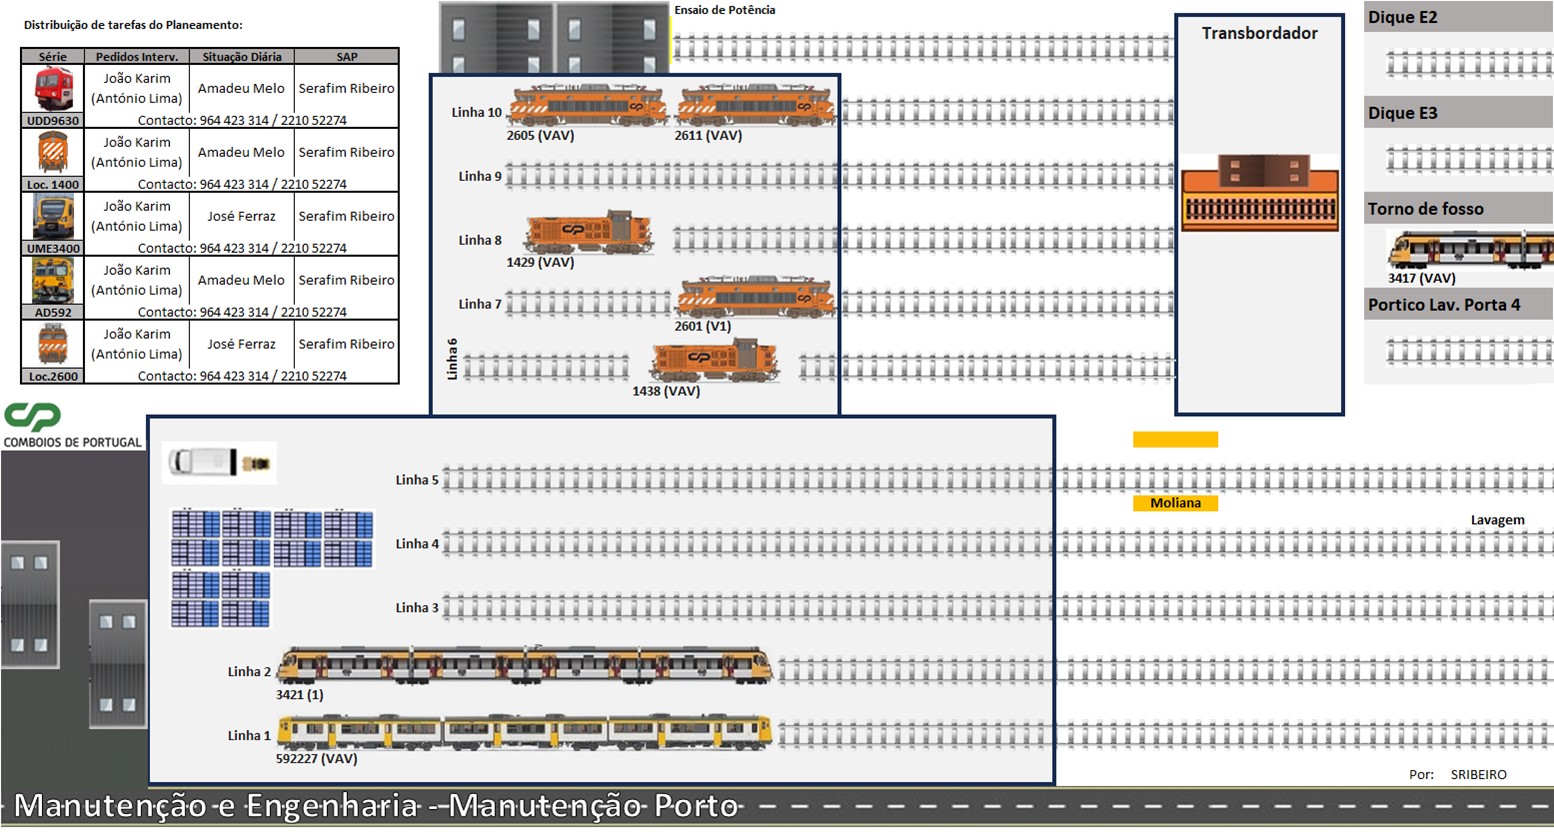 Distribuição de tarefas do Planeamento:
Série Pedidos Interv. Situação Diária SAP
João Karim
(António Lima) Amadeu Melo Serafim Ribeiro
UDD9630 Contacto: 964 423 314 / 2210 52274
João Karim
(António Lima) Amadeu Melo Serafim Ribeiro
Loc. 1400 Contacto: 964 423 314 / 2210 52274
João Karim
(António Lima) José Ferraz Serafim Ribeiro
UME3400 Contacto: 964 423 314 / 2210 52274
João Karim
(António Lima) Amadeu Melo Serafim Ribeiro
AD592 Contacto: 964 423 314 / 2210 52274
João Karim
(António Lima) José Ferraz Serafim Ribeiro
Loc.2600 Contacto: 964 423 314 / 2210 52274
CP
COMBOIOS DE PORTUGAL
Ensaio de Potência
Linha 10
2605 (VAV) 2611 (VAV)
Linha 9
Linha 8
1429 (VAV)
Linha 7
2601 (V1)
Linha 6
1438 (VAV)
Transbordador
Dique E2
Dique E3
Torno de fosso
3417 (VAV)
Portico Lav. Porta 4
Linha 5
Moliana
Lavagem
Linha 4
Linha 3
Linha 2
3421 (1)
Linha 1
592227 (VAV)
Por: SRIBEIRO
Manutenção e Engenharia - Manutenção Porto